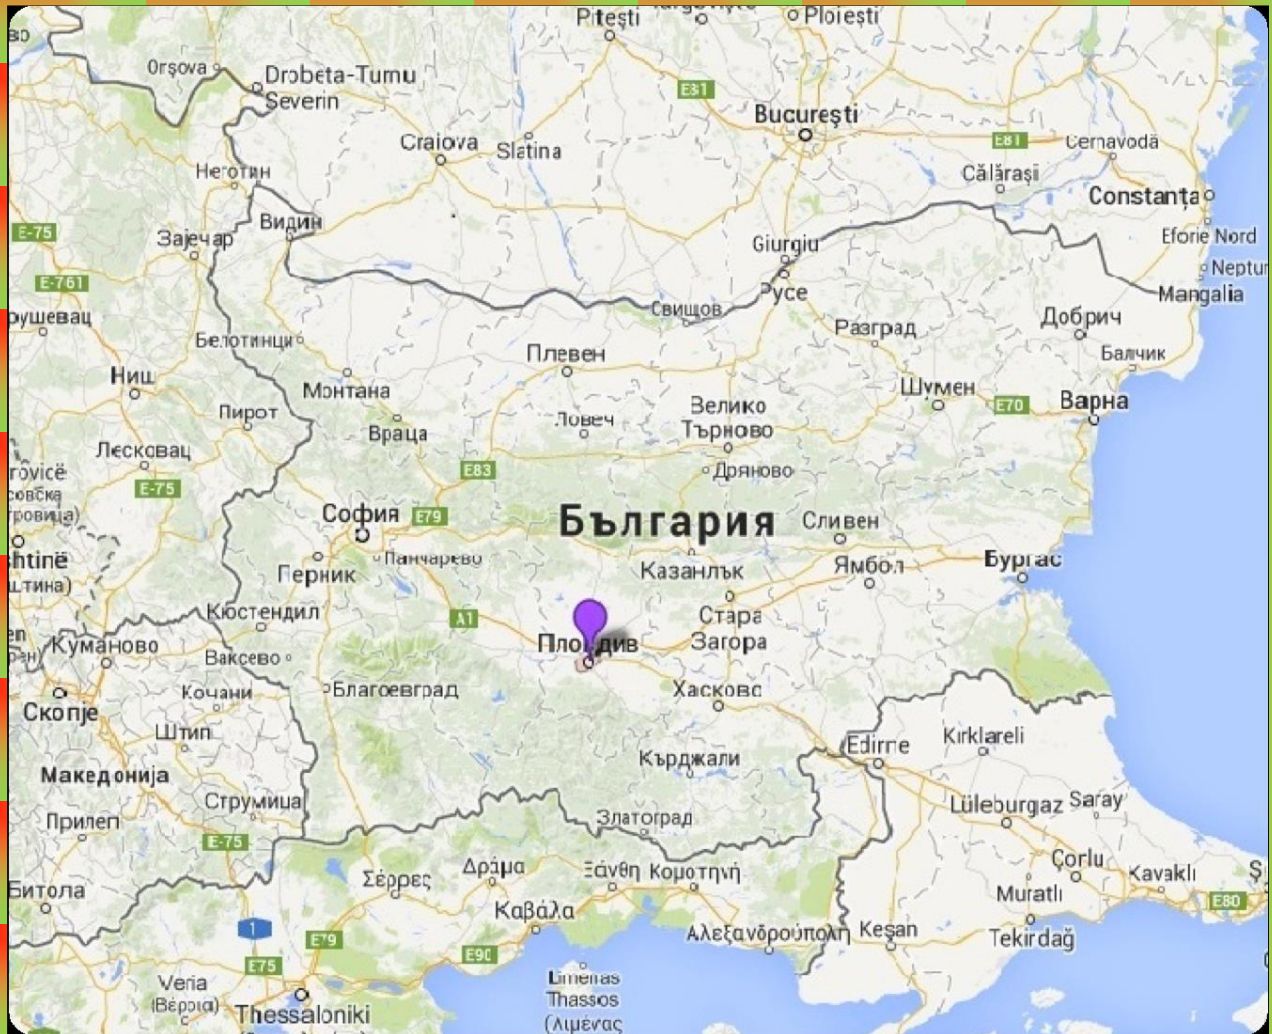 Pitești
Ploiești
Orșova
Drobeta-Turnu
Severin
E81
București
Craiova
Slatina
E81
Cernavodă
Неготин
Călărași
Constanța
Видин
E-75
Зајечар
Giurgiu
Eforie Nord
E-761
Neptun
Русе
Mangalia
Свищов
Добрич
Разград
Белотинци
Плевен
Балчик
Ниш
Монтана
Шумен
E70
Варна
Пирот
Ловеч
Велико
Търново
Враца
Лесковац
E83
Дряново
E-75
София
E79
България
Сливен
Панчарево
Перник
Казанлък
Ямбол
Бургас
Кюстендил
A1
Стара
Загора
Пловдив
Куманово
Ваксево
Кочани
Благоевград
Хасково
Скопје
Штип
Edirne
Kırklareli
Кърджали
Македонија
Струмица
Златоград
Lüleburgaz
Saray
Прилеп
E-75
Σέρρες
Δράμα
Ξάνθη
Κομοτηνή
Çorlu
Kavaklı
Битола
Muratlı
E80
Καβάλα
1
E79
Αλεξανδρούπολη
Keşan
Tekirdağ
E90
E75
Veria
(Βέροια)
Limenas
Thassos
(Λιμένας
Thessaloniki